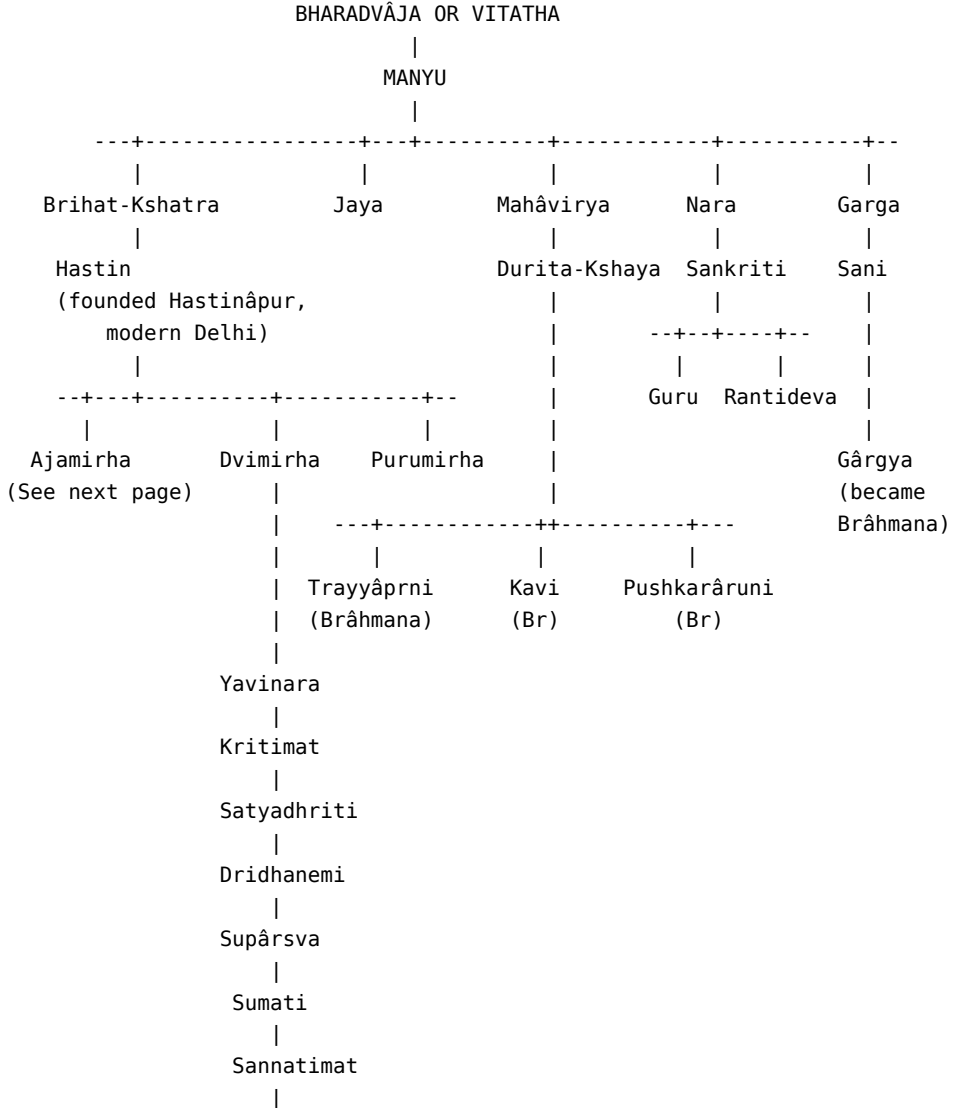 BHARADVÂJA OR VITATHA
MANYU
Brihat-Kshatra Jaya Mahâvirya Nara Garga
Hastin Durita-Kshaya Sankriti Sani
(founded Hastinâpur,
modern Delhi)
Guru Rantideva
Ajamirha Dvimirha Purumirha Gârgya
(See next page) (became
Brâhmana)
Trayyâprni Kavi Pushkarâruni
(Brâhmana) (Br) (Br)
Yavinara
Kritimat
Satyadhriti
Dridhanemi
Supârsva
Sumati
Sannatimat